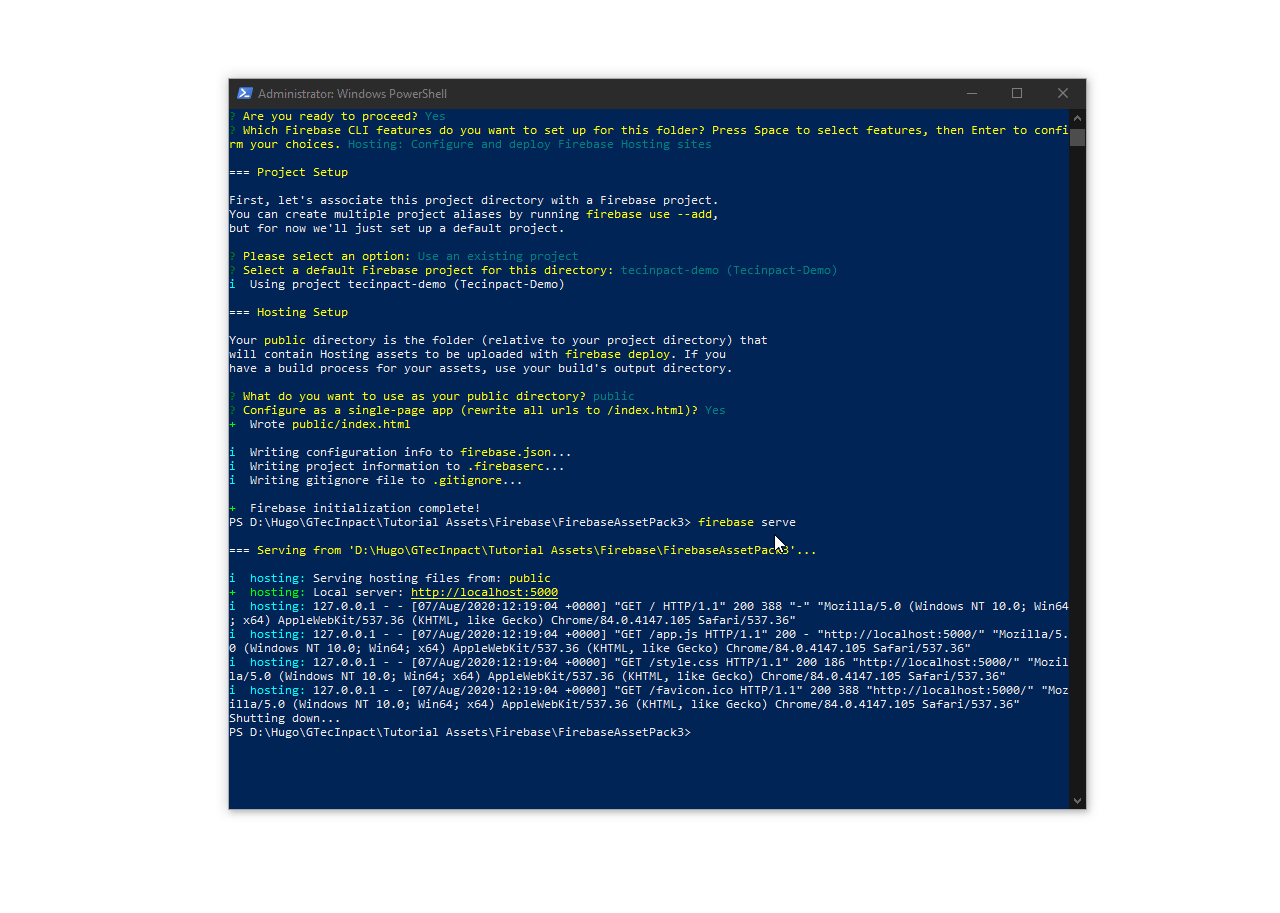 Administrator: Windows PowerShell
? Are you ready to proceed? Yes
? Which Firebase CLI features do you want to set up for this folder? Press Space to select features, then Enter to confi
rm your choices. Hosting: Configure and deploy Firebase Hosting sites
=== Project Setup
First, let's associate this project directory with a Firebase project.
You can create multiple project aliases by running firebase use --add,
but for now we'll just set up a default project.
? Please select an option: Use an existing project
? Select a default Firebase project for this directory: tecinpact-demo (Tecinpact-Demo)
i  Using project tecinpact-demo (Tecinpact-Demo)
=== Hosting Setup
Your public directory is the folder (relative to your project directory) that
will contain Hosting assets to be uploaded with firebase deploy. If you
have a build process for your assets, use your build's output directory.
? What do you want to use as your public directory? public
? Configure as a single-page app (rewrite all urls to /index.html)? Yes
+  Wrote public/index.html
i  Writing configuration info to firebase.json...
i  Writing project information to .firebaserc...
i  Writing gitignore file to .gitignore...
+  Firebase initialization complete!
PS D:\Hugo\GTecInpact\Tutorial Assets\Firebase\FirebaseAssetPack3> firebase serve
=== Serving from 'D:\Hugo\GTecInpact\Tutorial Assets\Firebase\FirebaseAssetPack3'...
i  hosting: Serving hosting files from: public
+  hosting: Local server: http://localhost:5000
i  hosting: 127.0.0.1 - - [07/Aug/2020:12:19:04 +0000] "GET / HTTP/1.1" 200 388 "-" "Mozilla/5.0 (Windows NT 10.0; Win64
; x64) AppleWebKit/537.36 (KHTML, like Gecko) Chrome/84.0.4147.105 Safari/537.36"
i  hosting: 127.0.0.1 - - [07/Aug/2020:12:19:04 +0000] "GET /app.js HTTP/1.1" 200 - "http://localhost:5000/" "Mozilla/5.
0 (Windows NT 10.0; Win64; x64) AppleWebKit/537.36 (KHTML, like Gecko) Chrome/84.0.4147.105 Safari/537.36"
i  hosting: 127.0.0.1 - - [07/Aug/2020:12:19:04 +0000] "GET /style.css HTTP/1.1" 200 186 "http://localhost:5000/" "Mozil
la/5.0 (Windows NT 10.0; Win64; x64) AppleWebKit/537.36 (KHTML, like Gecko) Chrome/84.0.4147.105 Safari/537.36"
i  hosting: 127.0.0.1 - - [07/Aug/2020:12:19:04 +0000] "GET /favicon.ico HTTP/1.1" 200 388 "http://localhost:5000/" "Moz
illa/5.0 (Windows NT 10.0; Win64; x64) AppleWebKit/537.36 (KHTML, like Gecko) Chrome/84.0.4147.105 Safari/537.36"
Shutting down...
PS D:\Hugo\GTecInpact\Tutorial Assets\Firebase\FirebaseAssetPack3>